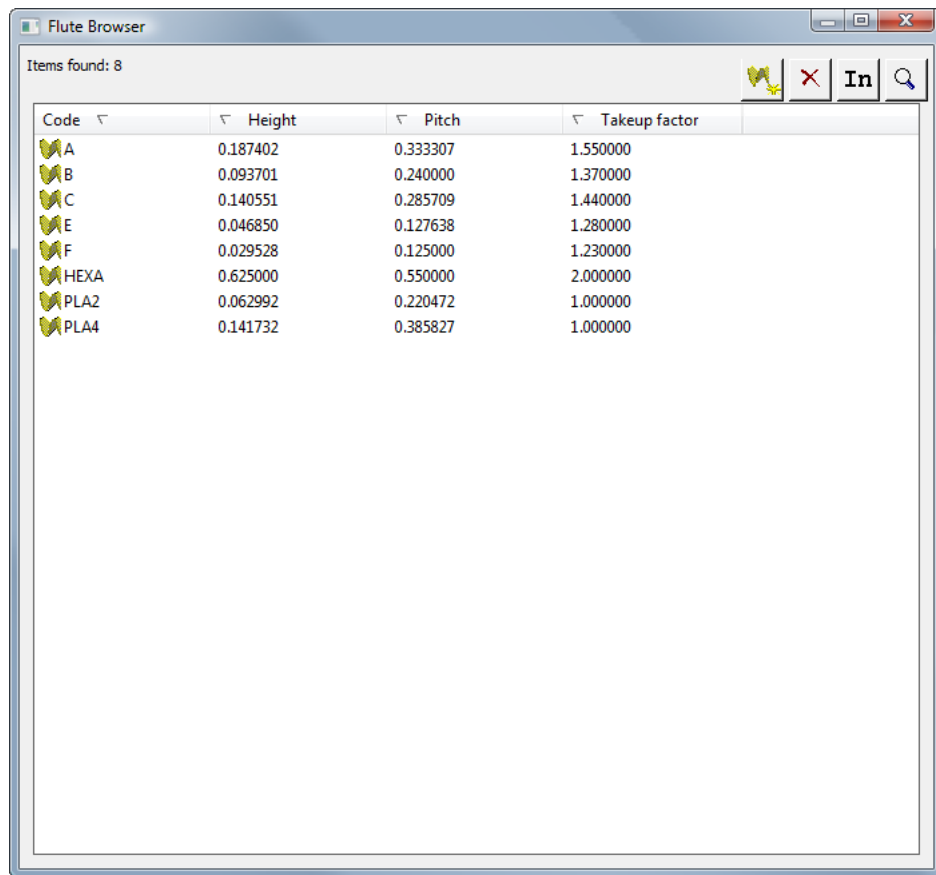 Flute Browser
Items found: 8
In
Code Height Pitch Takeup factor
A 0.187402 0.333307 1.550000
B 0.093701 0.240000 1.370000
C 0.140551 0.285709 1.440000
E 0.046850 0.127638 1.280000
F 0.029528 0.125000 1.230000
HEXA 0.625000 0.550000 2.000000
PLA2 0.062992 0.220472 1.000000
PLA4 0.141732 0.385827 1.000000